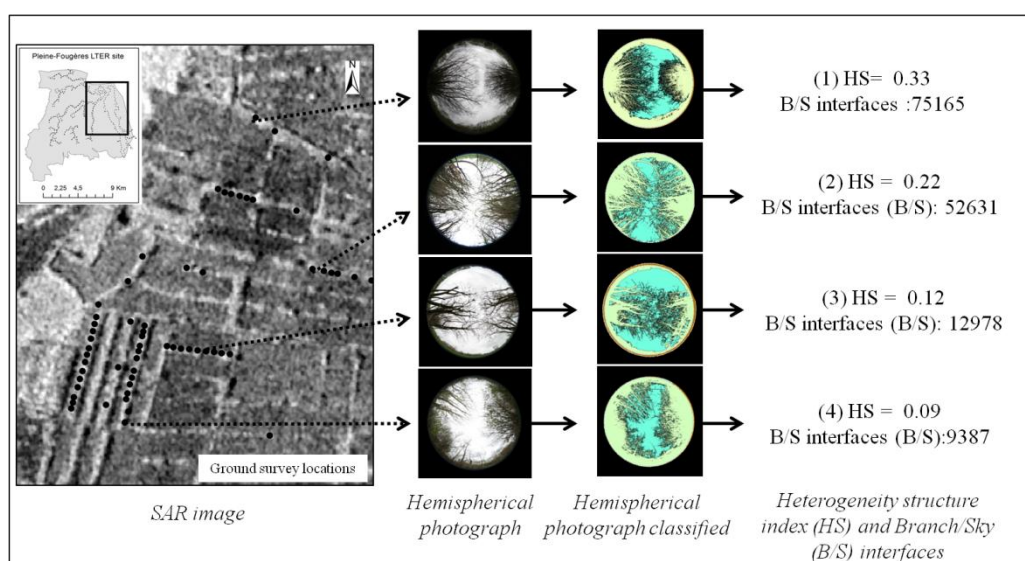 Pleine-Fougères LTER site
N
0 2,25 4,5 9 Km
Ground survey locations
SAR image
Hemispherical
photograph
Hemispherical
photograph classified
(1) HS= 0.33
B/S interfaces :75165
(2) HS = 0.22
B/S interfaces (B/S): 52631
(3) HS = 0.12
B/S interfaces (B/S): 12978
(4) HS = 0.09
B/S interfaces (B/S):9387
Heterogeneity structure
index (HS) and Branch/Sky
(B/S) interfaces